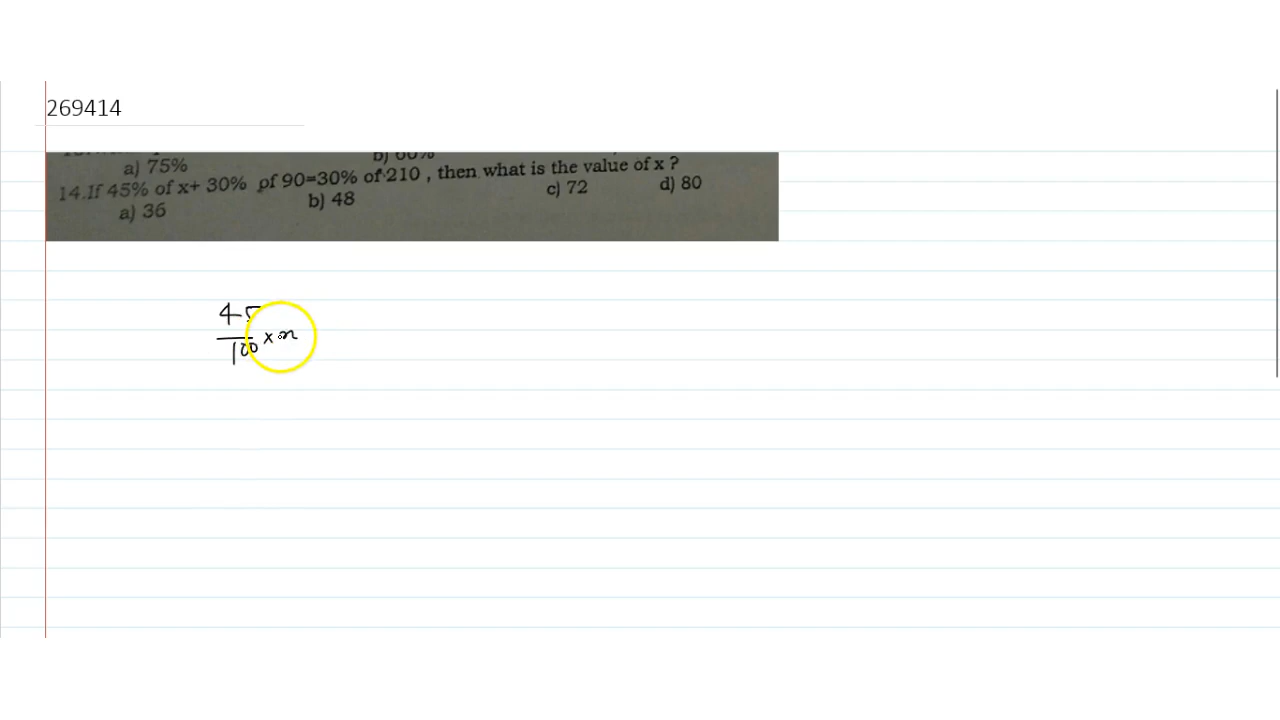 269414
a) 75%
14.If 45% of x+ 30% of 90=30% of 210 , then what is the value of x ?
a) 36 b) 48 c) 72 d) 80
45
100 × x